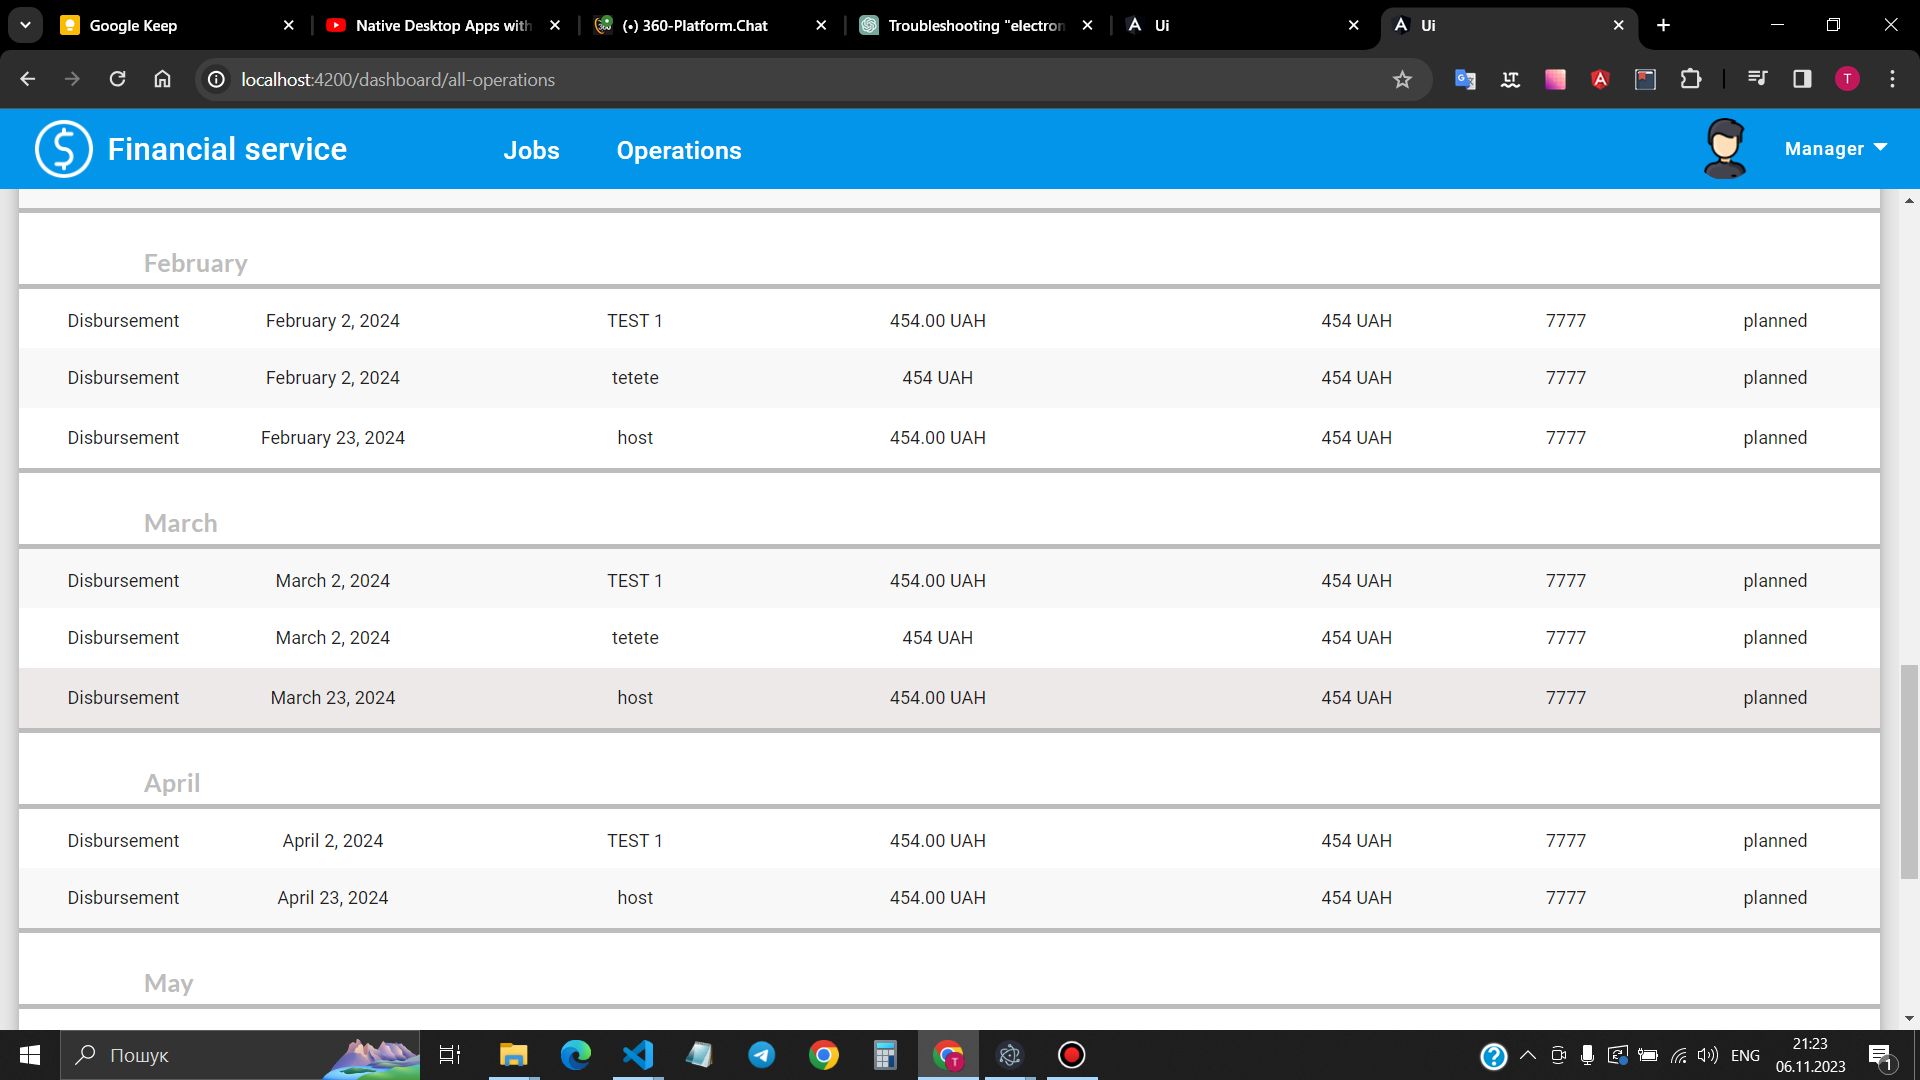 Google Keep
Native Desktop Apps with
(•) 360-Platform.Chat
Troubleshooting "electron
Ui
Ui
localhost:4200/dashboard/all-operations
T
Financial service
Jobs
Operations
Manager
February
Disbursement February 2, 2024 TEST 1 454.00 UAH 454 UAH 7777 planned
Disbursement February 2, 2024 tetete 454 UAH 454 UAH 7777 planned
Disbursement February 23, 2024 host 454.00 UAH 454 UAH 7777 planned
March
Disbursement March 2, 2024 TEST 1 454.00 UAH 454 UAH 7777 planned
Disbursement March 2, 2024 tetete 454 UAH 454 UAH 7777 planned
Disbursement March 23, 2024 host 454.00 UAH 454 UAH 7777 planned
April
Disbursement April 2, 2024 TEST 1 454.00 UAH 454 UAH 7777 planned
Disbursement April 23, 2024 host 454.00 UAH 454 UAH 7777 planned
May
Пошук
ENG
21:23
06.11.2023
1